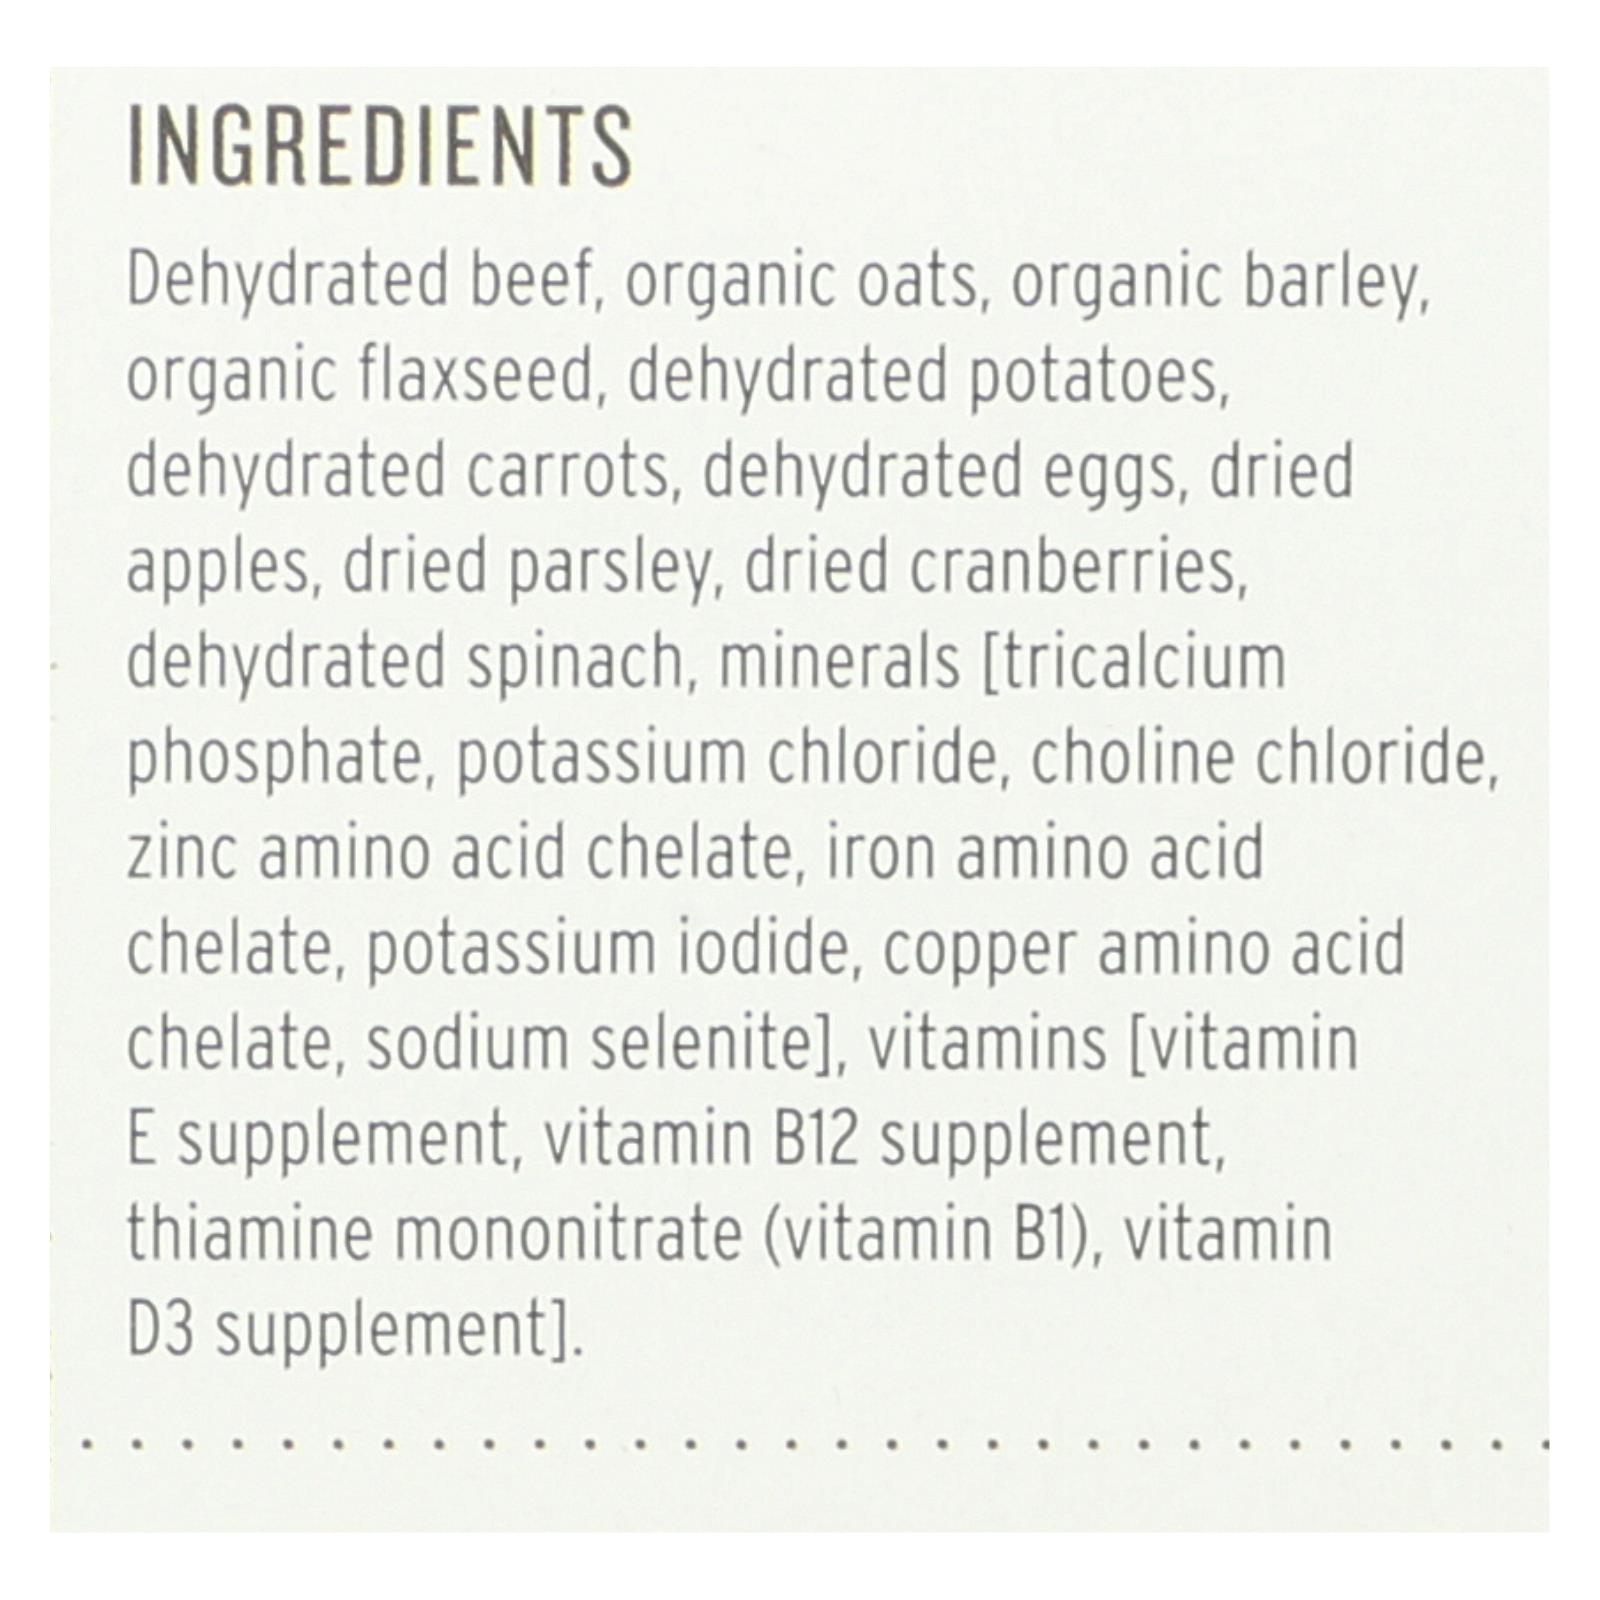 INGREDIENTS
Dehydrated beef, organic oats, organic barley,
organic flaxseed, dehydrated potatoes,
dehydrated carrots, dehydrated eggs, dried
apples, dried parsley, dried cranberries,
dehydrated spinach, minerals [tricalcium
phosphate, potassium chloride, choline chloride,
zinc amino acid chelate, iron amino acid
chelate, potassium iodide, copper amino acid
chelate, sodium selenite], vitamins [vitamin
E supplement, vitamin B12 supplement,
thiamine mononitrate (vitamin B1), vitamin
D3 supplement].